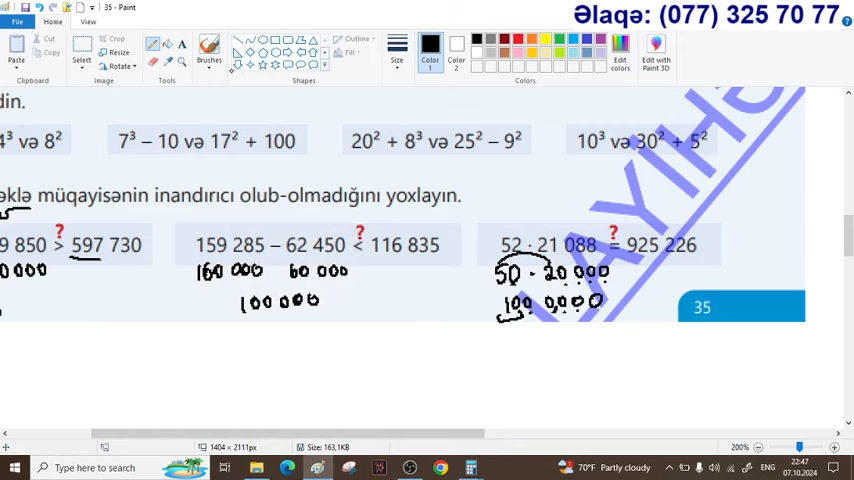 35 - Paint
Əlaqə: (077) 325 70 77
File Home View
Paste Cut Copy Select Crop Resize Rotate Brushes Outline Fill Size Color 1 Color 2 Edit colors Edit with Paint 3D
Clipboard Image Tools Shapes Colors
din.
4³ və 8² 7³ – 10 və 17² + 100 20² + 8³ və 25² – 9² 10³ və 30² + 5²
əklə müqayisənin inandırıcı olub-olmadığını yoxlayın.
? ? ?
9 850 > 597 730 159 285 – 62 450 < 116 835 52 · 21 088 = 925 226
0000 160 000 60 000 50 · 20 000
100 000 100 0000
LAYİHƏ
35
1404 × 2111px Size: 163,1KB 200%
Type here to search 70°F Partly cloudy ENG 22:47 07.10.2024